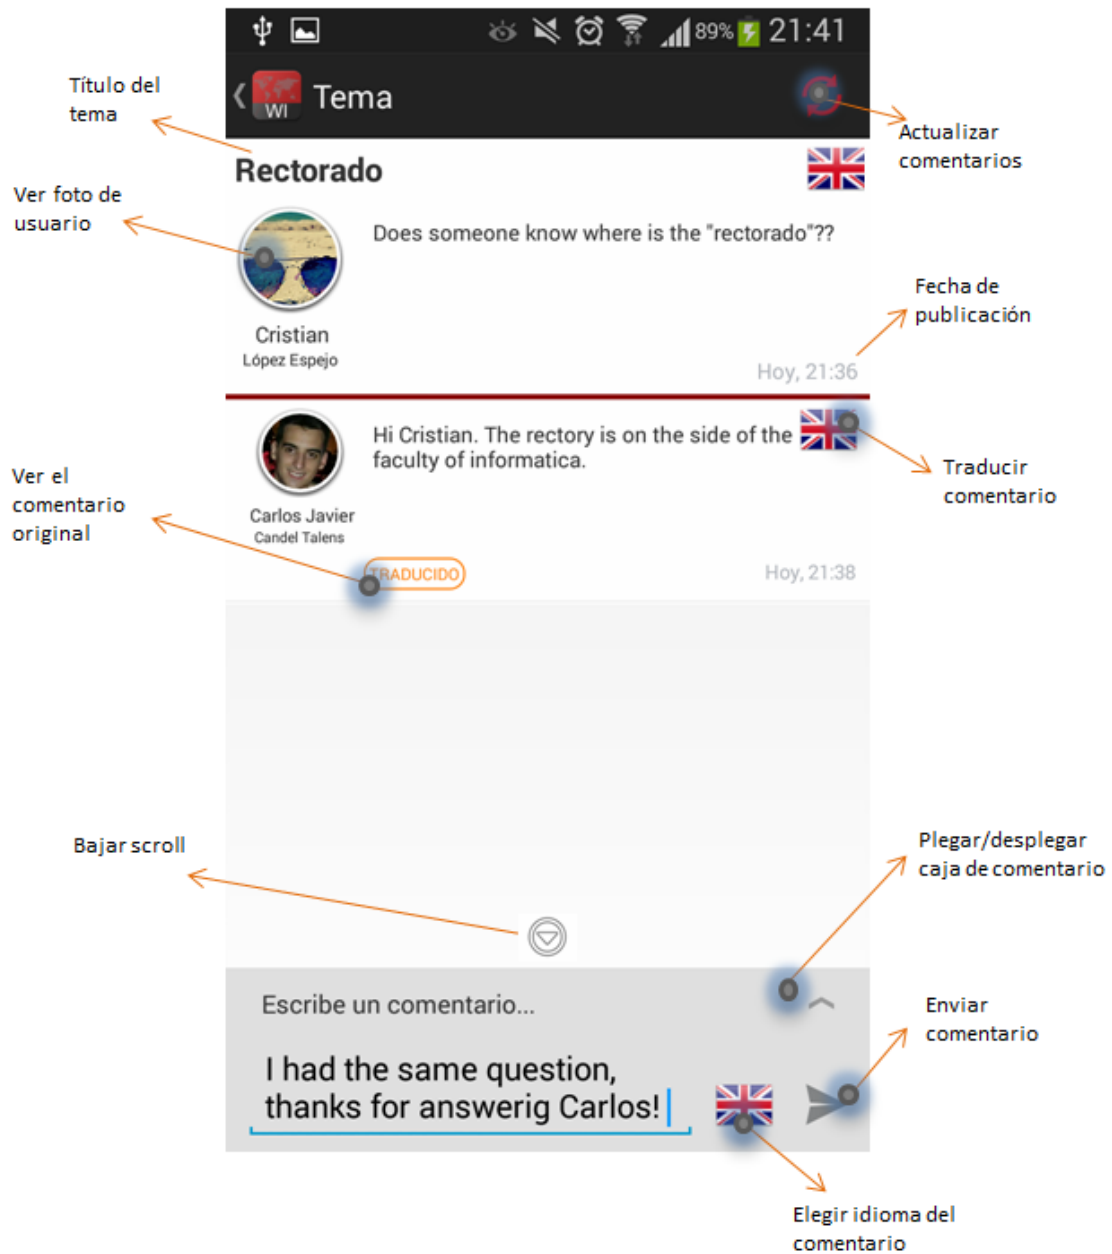 89% 21:41
Título del
tema
WI
Tema
Actualizar
comentarios
Rectorado
Ver foto de
usuario
Does someone know where is the "rectorado"??
Cristian
López Espejo
Fecha de
publicación
Hoy, 21:36
Hi Cristian. The rectory is on the side of the
faculty of informatica.
Traducir
comentario
Ver el
comentario
original
Carlos Javier
Candel Talens
TRADUCIDO
Hoy, 21:38
Bajar scroll
Plegar/desplegar
caja de comentario
Escribe un comentario...
Enviar
comentario
I had the same question,
thanks for answerig Carlos!
Elegir idioma del
comentario